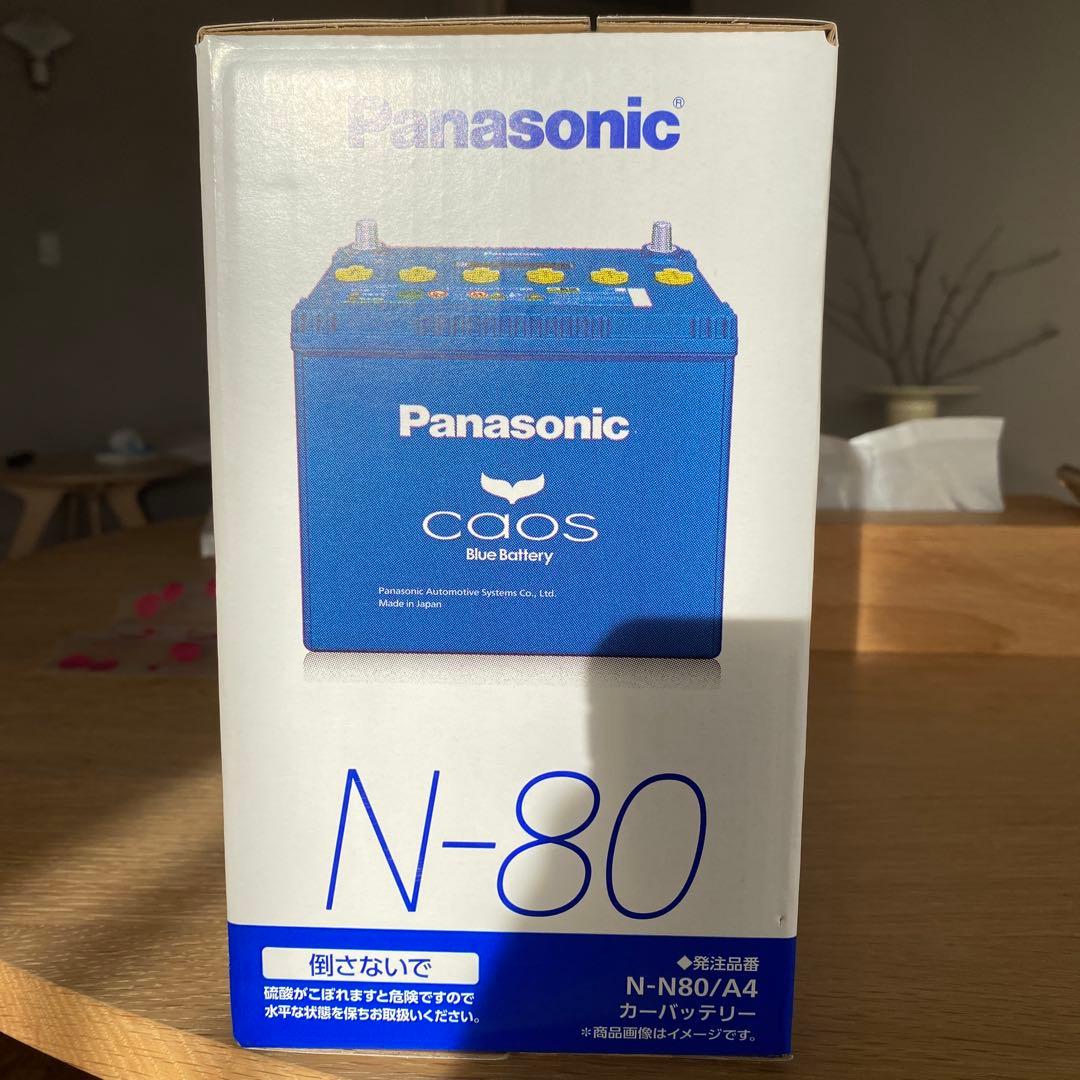 Panasonic®
Panasonic
Panasonic
caos
Blue Battery
Panasonic Automotive Systems Co., Ltd.
Made in Japan
N-80
倒さないで
硫酸がこぼれますと危険ですので
水平な状態を保ちお取扱いください。
◆発注品番
N-N80/A4
カーバッテリー
＊商品画像はイメージです。